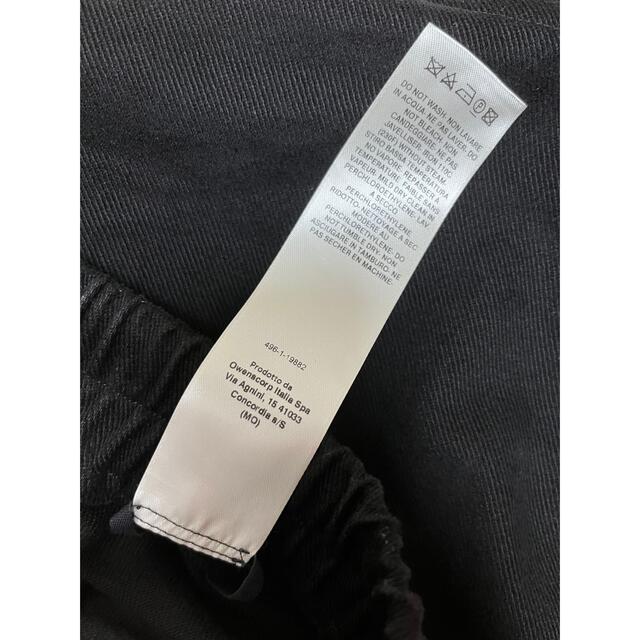 DO NOT WASH: NON LAVARE
IN ACQUA. NE PAS LAVER. DO
NOT BLEACH. NON
CANDEGGIARE. NE PAS
JAVELLISER. IRON 110C
(230F) WITHOUT STEAM.
STIRO BASSA TEMPERATURA
NO VAPORE. REPASSER A
TEMPERATURE FAIBLE SANS
VAPEUR. MILD DRY CLEAN IN
PERCHLOROETHYLENE. LAV
A SECCO
PERCHLOROETHYLENE
RIDOTTO. NETTOYAGE A SEC
MODERE AU
PERCHLORETHYLENE. DO
NOT TUMBLE DRY. NON
ASCIUGARE IN TAMBURO. NE
PAS SECHER EN MACHINE.
496-1-19882
Prodotto da
Owenscorp Italia Spa
Via Agnini, 15 41033
Concordia s/S
(MO)